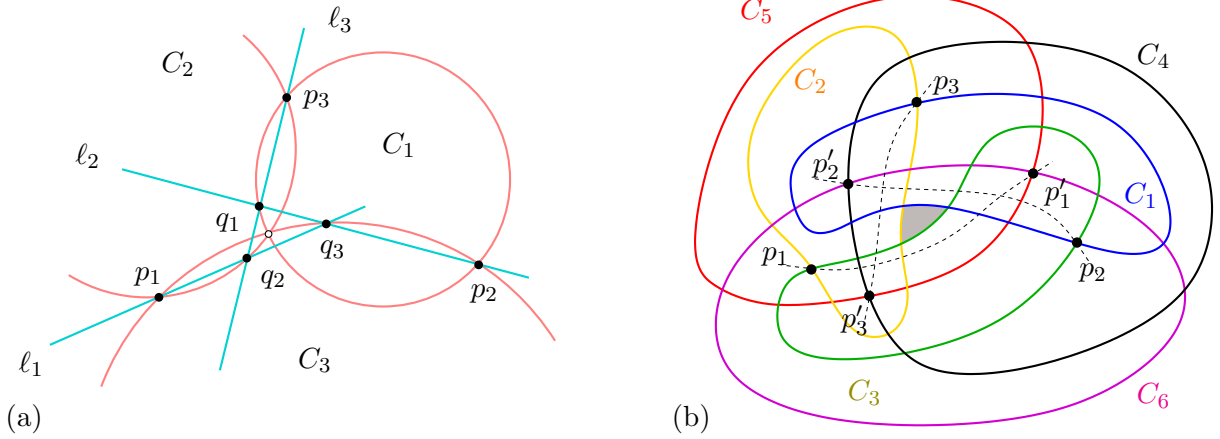 ℓ₃
C₂
p₃
C₁
ℓ₂
q₁
q₃
p₁
q₂
p₂
C₃
ℓ₁
(a)
C₅
C₄
C₂
p₃
p′₂
p′₁
C₁
p₁
p₂
p′₃
C₃
C₆
(b)